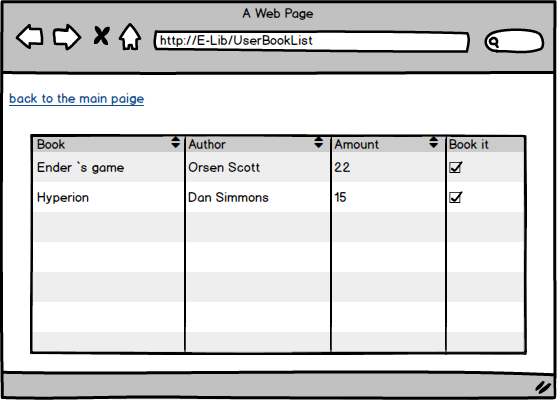 A Web Page
http://E-Lib/UserBookList
back to the main paige
Book Author Amount Book it
Ender `s game Orsen Scott 22
Hyperion Dan Simmons 15